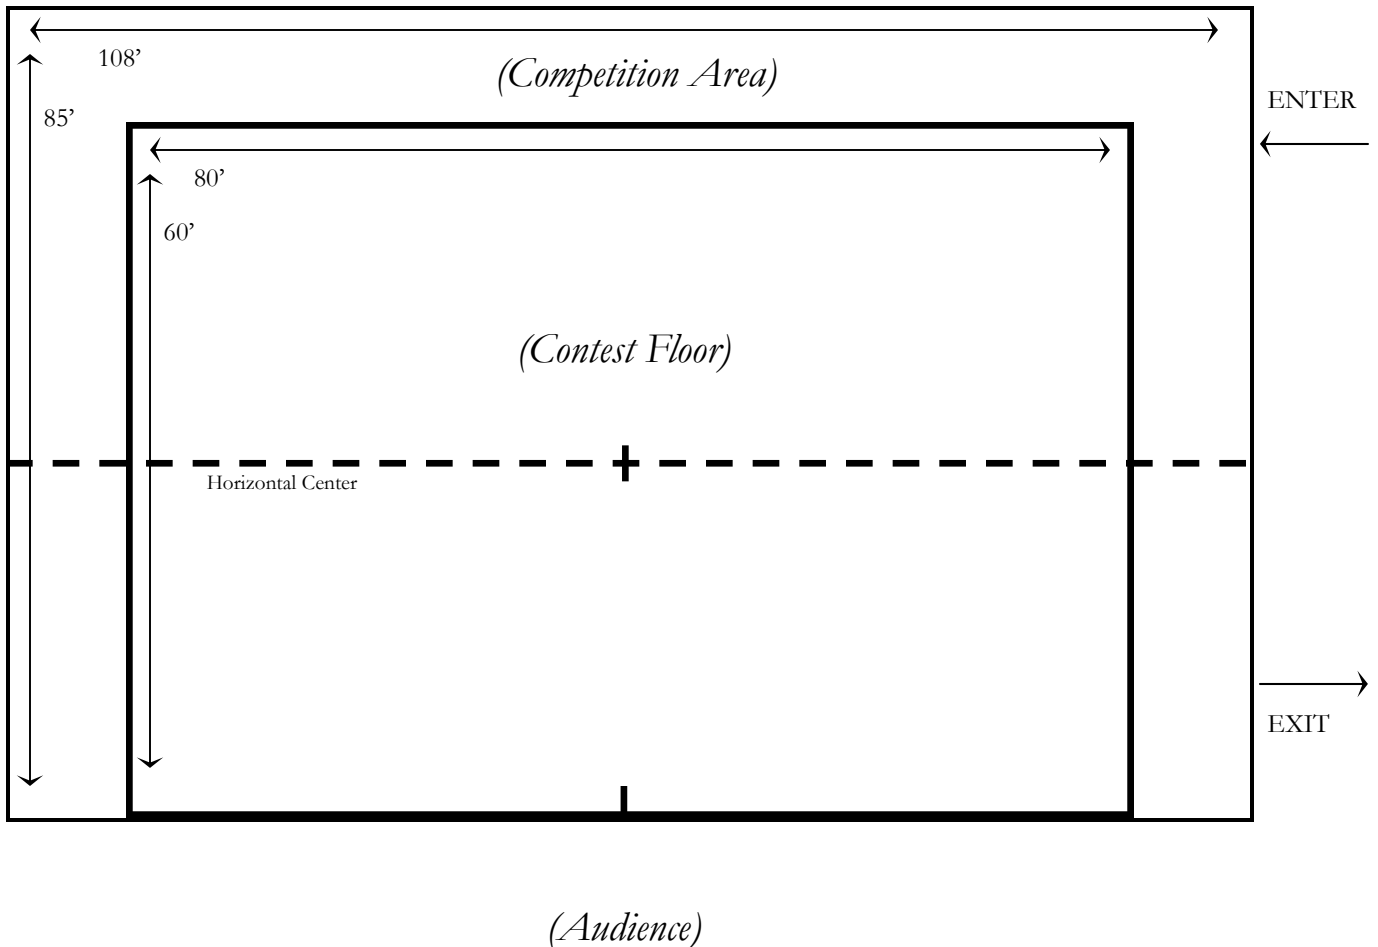 108’
(Competition Area)
85’
ENTER
80’
60’
(Contest Floor)
Horizontal Center
EXIT
(Audience)